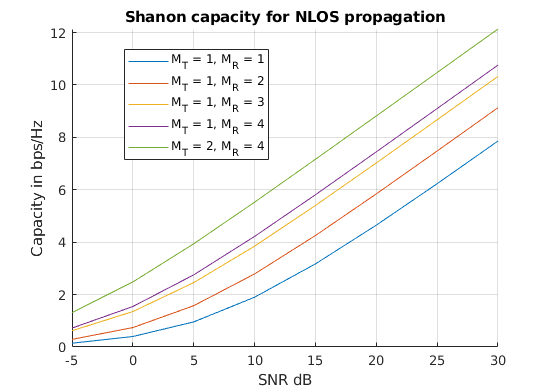 Shanon capacity for NLOS propagation
12
10
8
6
4
2
0
Capacity in bps/Hz
M_T = 1, M_R = 1
M_T = 1, M_R = 2
M_T = 1, M_R = 3
M_T = 1, M_R = 4
M_T = 2, M_R = 4
-5 0 5 10 15 20 25 30
SNR dB